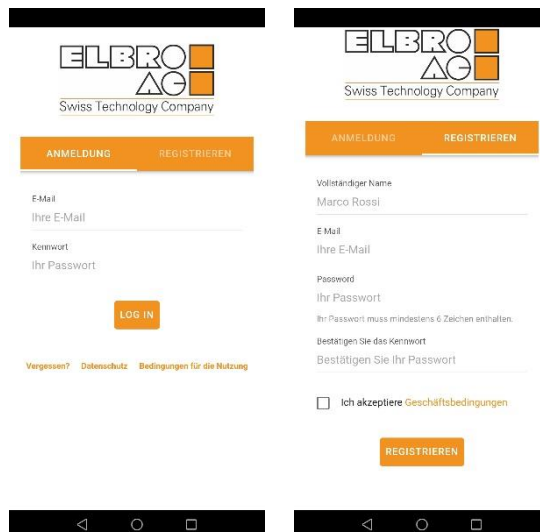 ELBRO
AG
Swiss Technology Company
ANMELDUNG
REGISTRIEREN
E-Mail
Ihre E-Mail
Kennwort
Ihr Passwort
LOG IN
Vergessen? Datenschutz Bedingungen für die Nutzung
ELBRO
AG
Swiss Technology Company
ANMELDUNG
REGISTRIEREN
Vollständiger Name
Marco Rossi
E Mail
Ihre E-Mail
Password
Ihr Passwort
Ihr Passwort muss mindestens 6 Zeichen enthalten.
Bestätigen Sie das Kennwort
Bestätigen Sie Ihr Passwort
Ich akzeptiere Geschäftsbedingungen
REGISTRIEREN